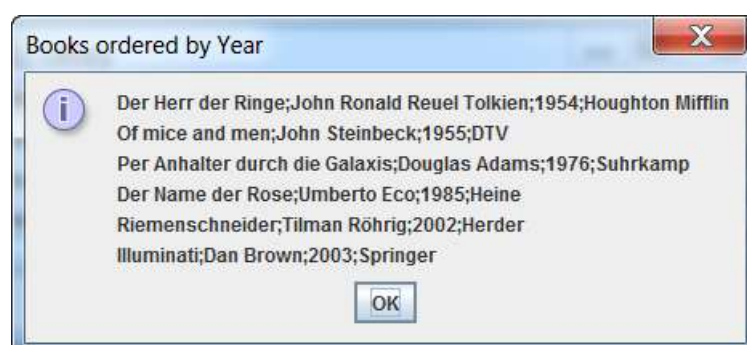 Books ordered by Year
Der Herr der Ringe;John Ronald Reuel Tolkien;1954;Houghton Mifflin
Of mice and men;John Steinbeck;1955;DTV
Per Anhalter durch die Galaxis;Douglas Adams;1976;Suhrkamp
Der Name der Rose;Umberto Eco;1985;Heine
Riemenschneider;Tilman Röhrig;2002;Herder
Illuminati;Dan Brown;2003;Springer
OK